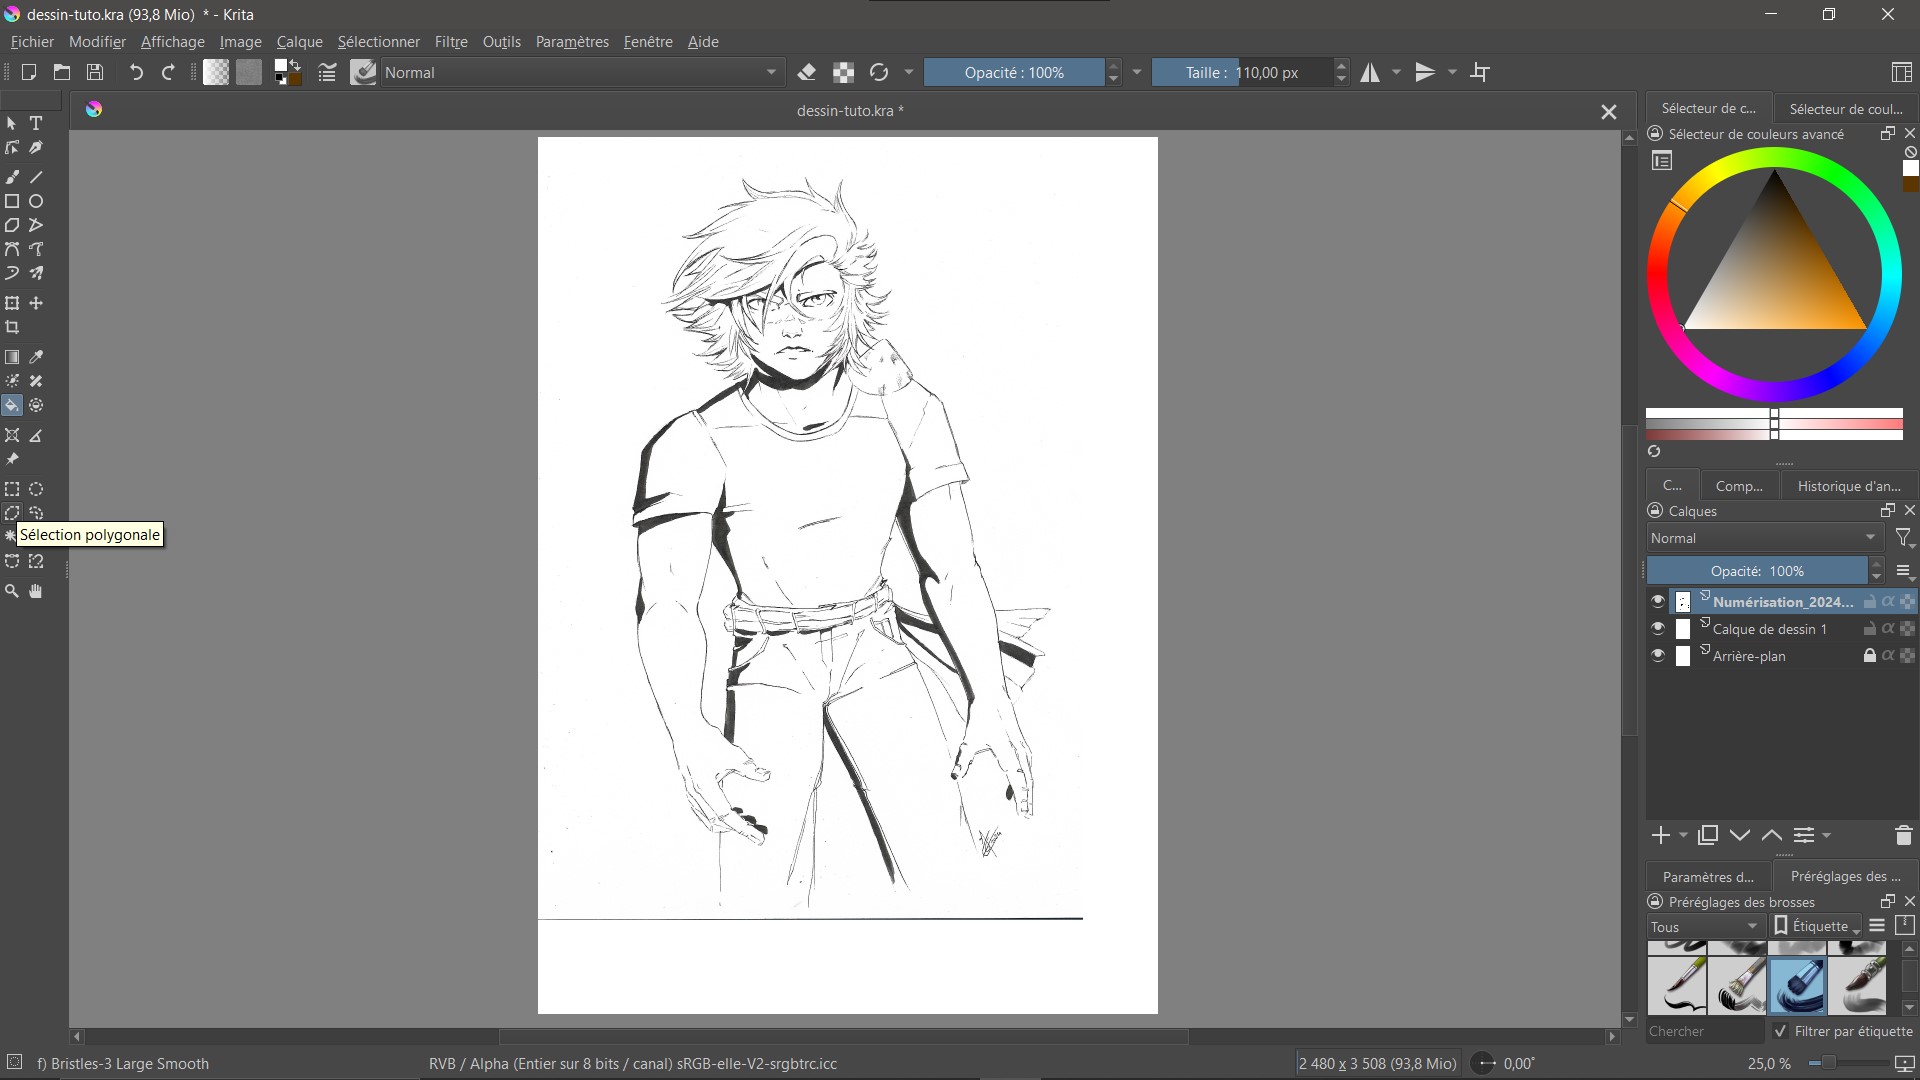 dessin-tuto.kra (93,8 Mio) * - Krita
Fichier Modifier Affichage Image Calque Sélectionner Filtre Outils Paramètres Fenêtre Aide
Normal
Opacité : 100%
Taille : 110,00 px
dessin-tuto.kra *
Sélecteur de c...
Sélecteur de coul...
Sélecteur de couleurs avancé
Sélection polygonale
C...
Comp...
Historique d'an...
Calques
Normal
Opacité: 100%
Numérisation_2024...
Calque de dessin 1
Arrière-plan
Paramètres d...
Préréglages des ...
Préréglages des brosses
Tous
Étiquette
Chercher
Filtrer par étiquette
f) Bristles-3 Large Smooth
RVB / Alpha (Entier sur 8 bits / canal) sRGB-elle-V2-srgbtrc.icc
2 480 x 3 508 (93,8 Mio)
0,00°
25,0 %